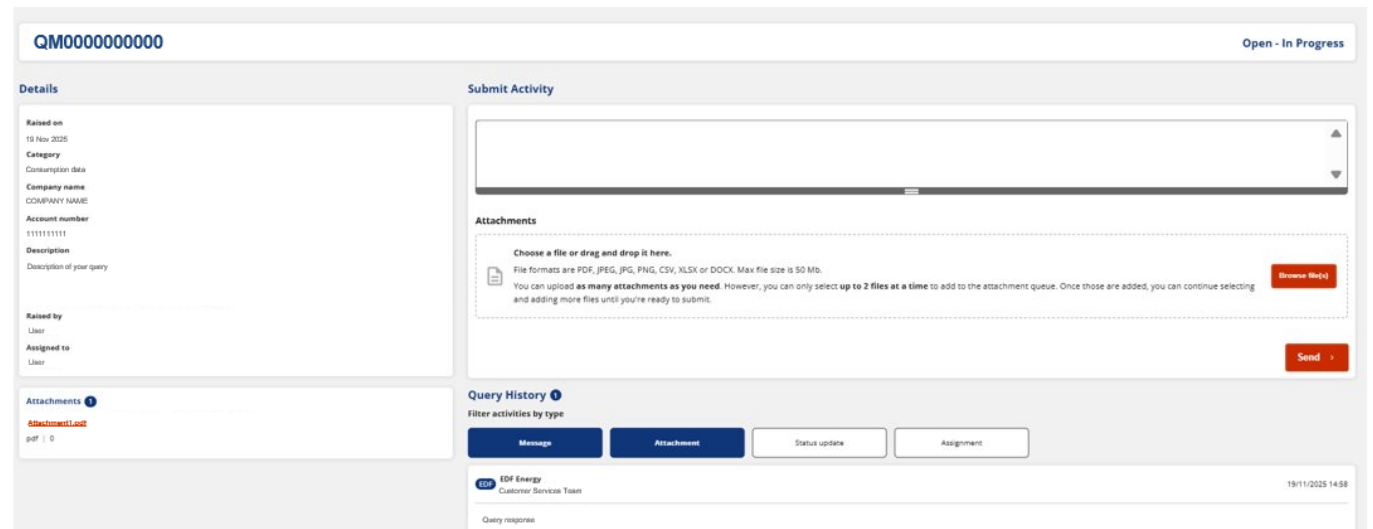 QM0000000000
Open - In Progress
Details
Raised on
19 Nov 2025
Category
Consumption data
Company name
COMPANY NAME
Account number
1111111111
Description
Description of your query
Raised by
User
Assigned to
User
Attachments 1
Attachment1.pdf
pdf | 0
Submit Activity
Attachments
Choose a file or drag and drop it here.
File formats are PDF, JPEG, JPG, PNG, CSV, XLSX or DOCX. Max file size is 50 Mb.
You can upload as many attachments as you need. However, you can only select up to 2 files at a time to add to the attachment queue. Once those are added, you can continue selecting
and adding more files until you're ready to submit.
Browse file(s)
Send >
Query History 1
Filter activities by type
Message
Attachment
Status update
Assignment
EDF
EDF Energy
Customer Services Team
19/11/2025 14:58
Query response